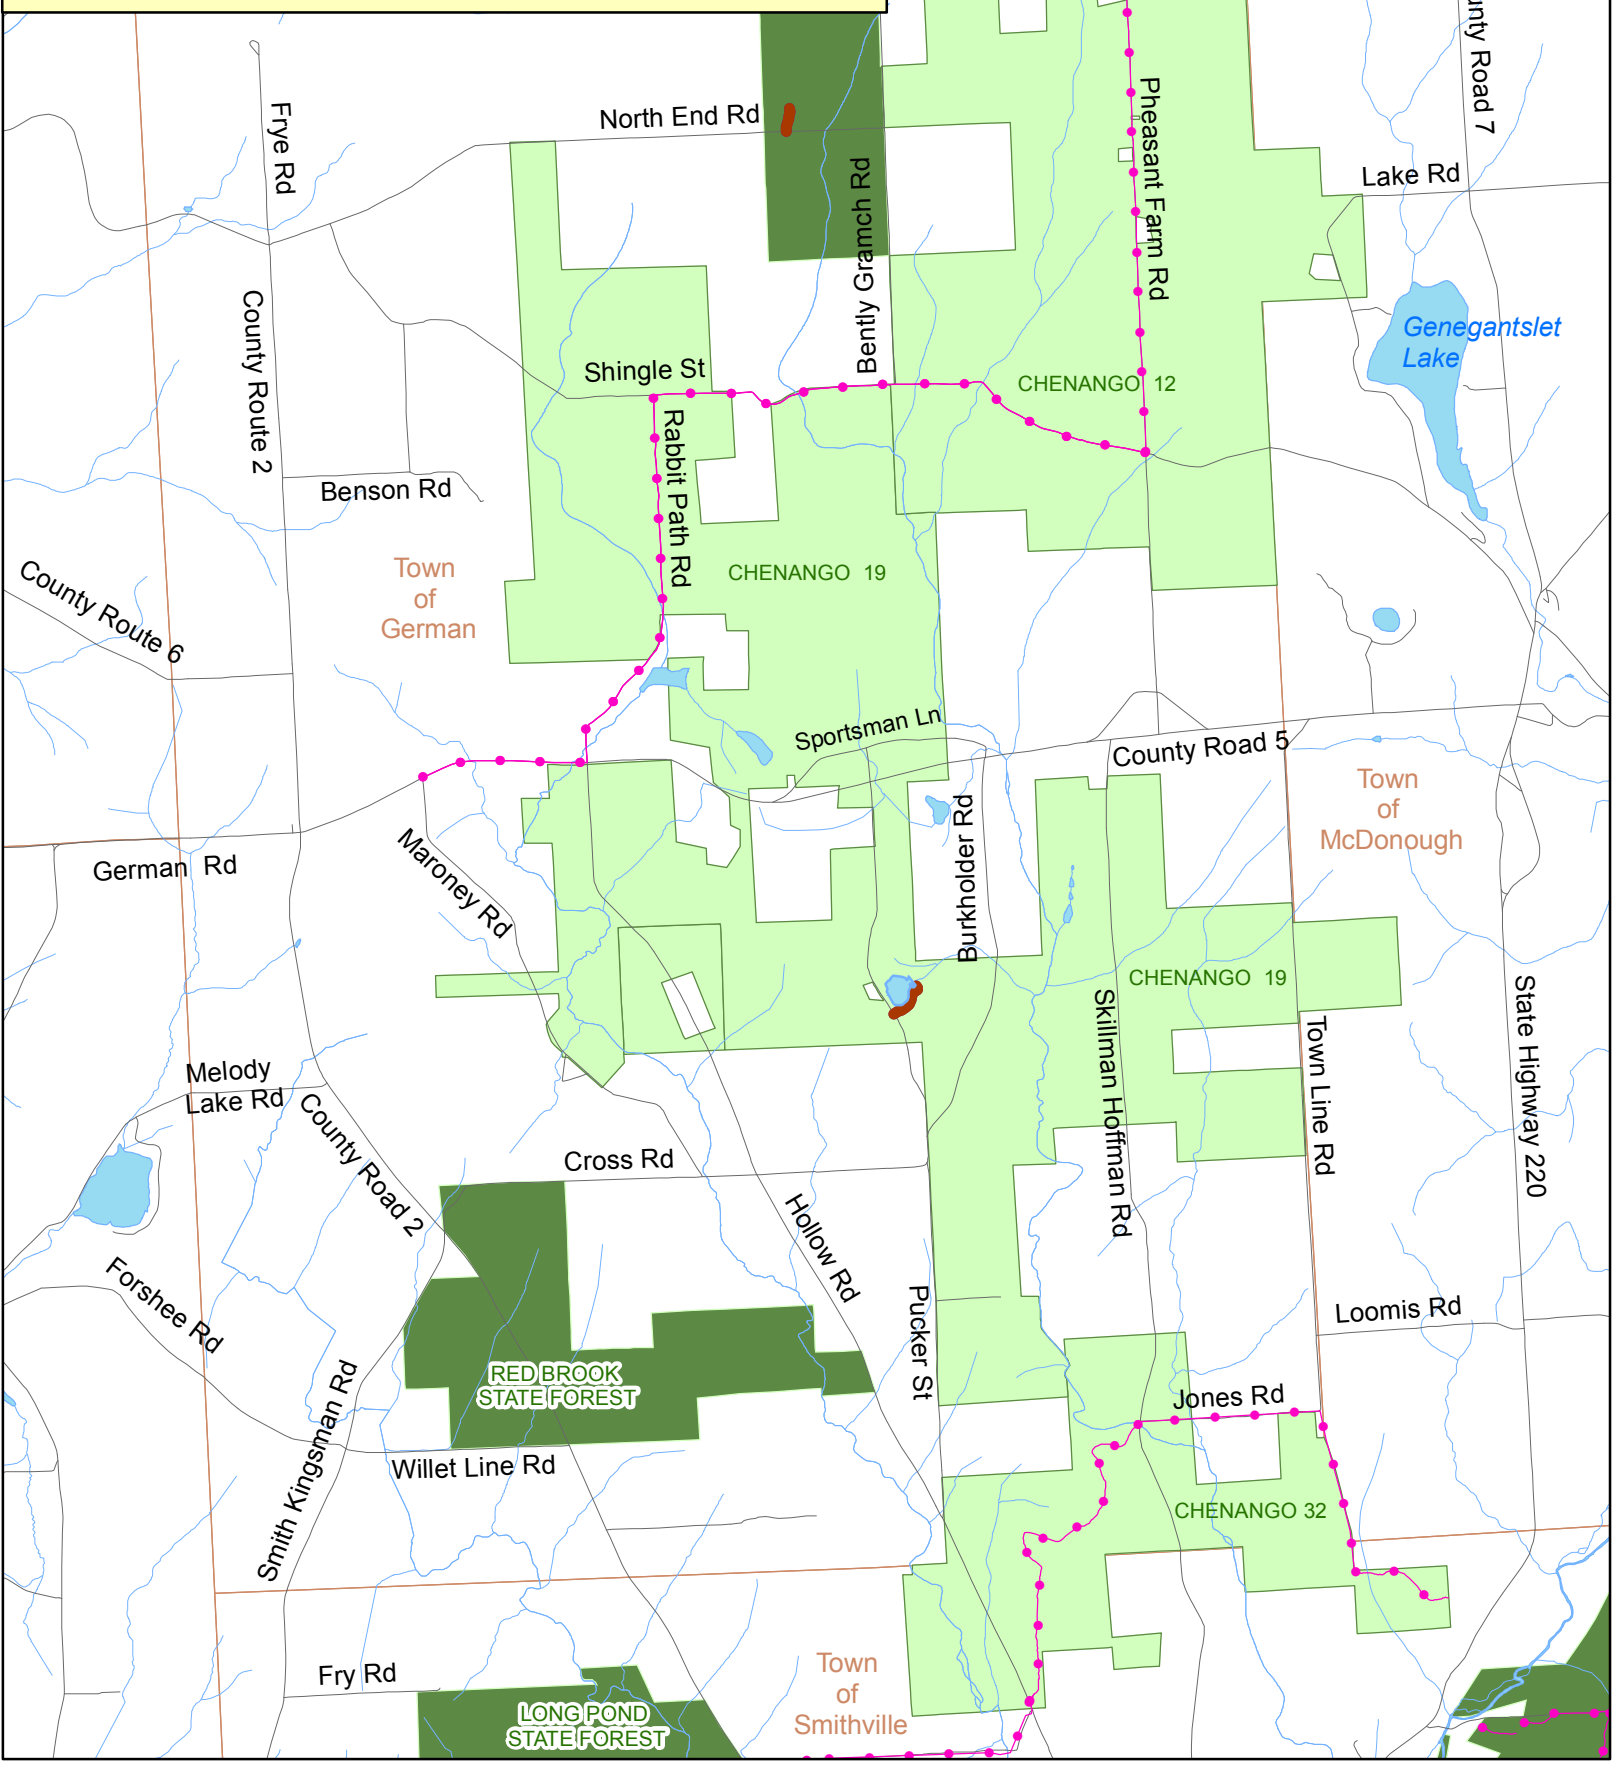 unty Road 7
North End Rd
Frye Rd
Pheasant Farm Rd
Lake Rd
Bently Gramch Rd
County Route 2
Genegantslet
Lake
Shingle St
CHENANGO 12
Rabbit Path Rd
Benson Rd
Town
of
German
CHENANGO 19
County Route 6
Sportsman Ln
County Road 5
Town
of
McDonough
Burkholder Rd
German Rd
Maroney Rd
CHENANGO 19
Skillman Hoffman Rd
Town Line Rd
State Highway 220
Melody
Lake Rd
County Road 2
Cross Rd
Hollow Rd
Forshee Rd
Pucker St
Loomis Rd
RED BROOK
STATE FOREST
Jones Rd
Smith Kingsman Rd
Willet Line Rd
CHENANGO 32
Fry Rd
Town
of
Smithville
LONG POND
STATE FOREST